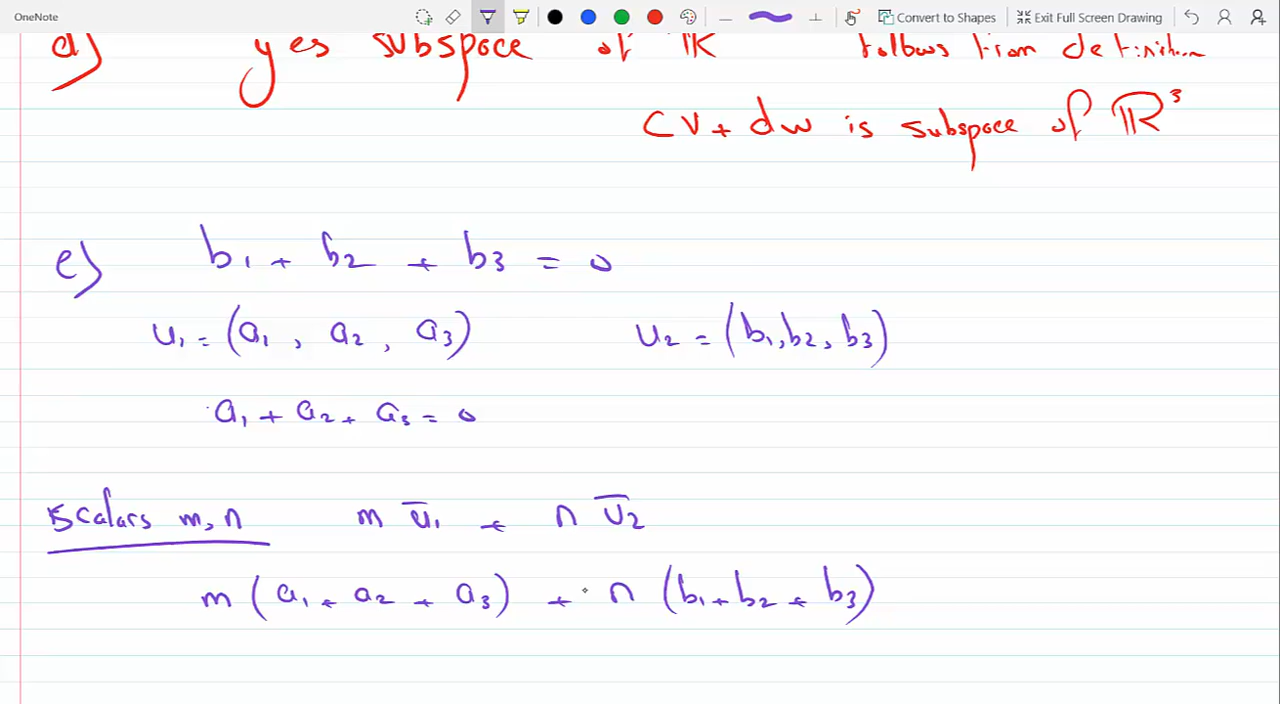 OneNote
Convert to Shapes
Exit Full Screen Drawing
d) yes subspace of ℝ follows from definition
cv + dw is subspace of ℝ³
e) b₁ + b₂ + b₃ = 0
u₁ = (a₁, a₂, a₃) u₂ = (b₁, b₂, b₃)
a₁ + a₂ + a₃ = 0
Scalars m, n m u̅₁ + n u̅₂
m (a₁ + a₂ + a₃) + n (b₁ + b₂ + b₃)